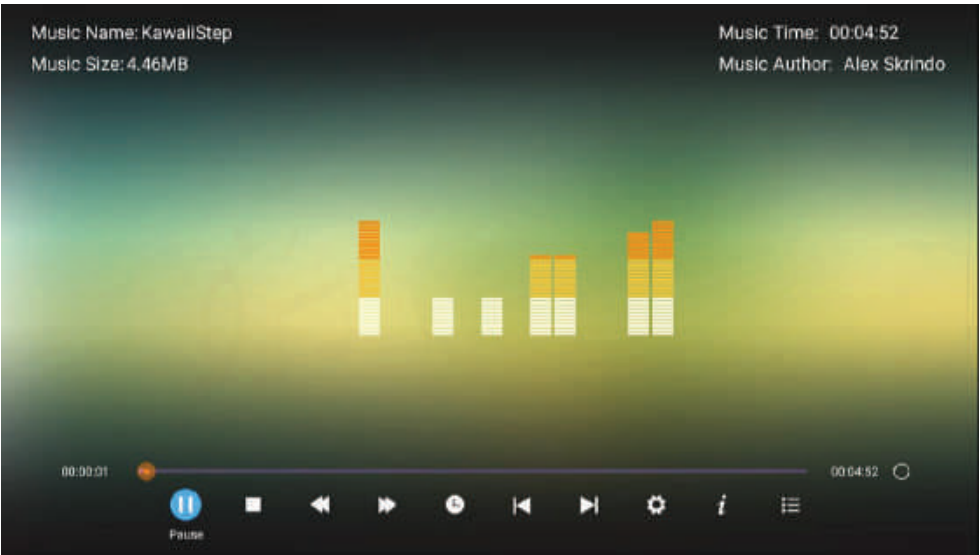 Music Name: KawaiiStep
Music Time: 00:04:52
Music Size: 4.46MB
Music Author: Alex Skrindo
00:00:01
00:04:52
Pause